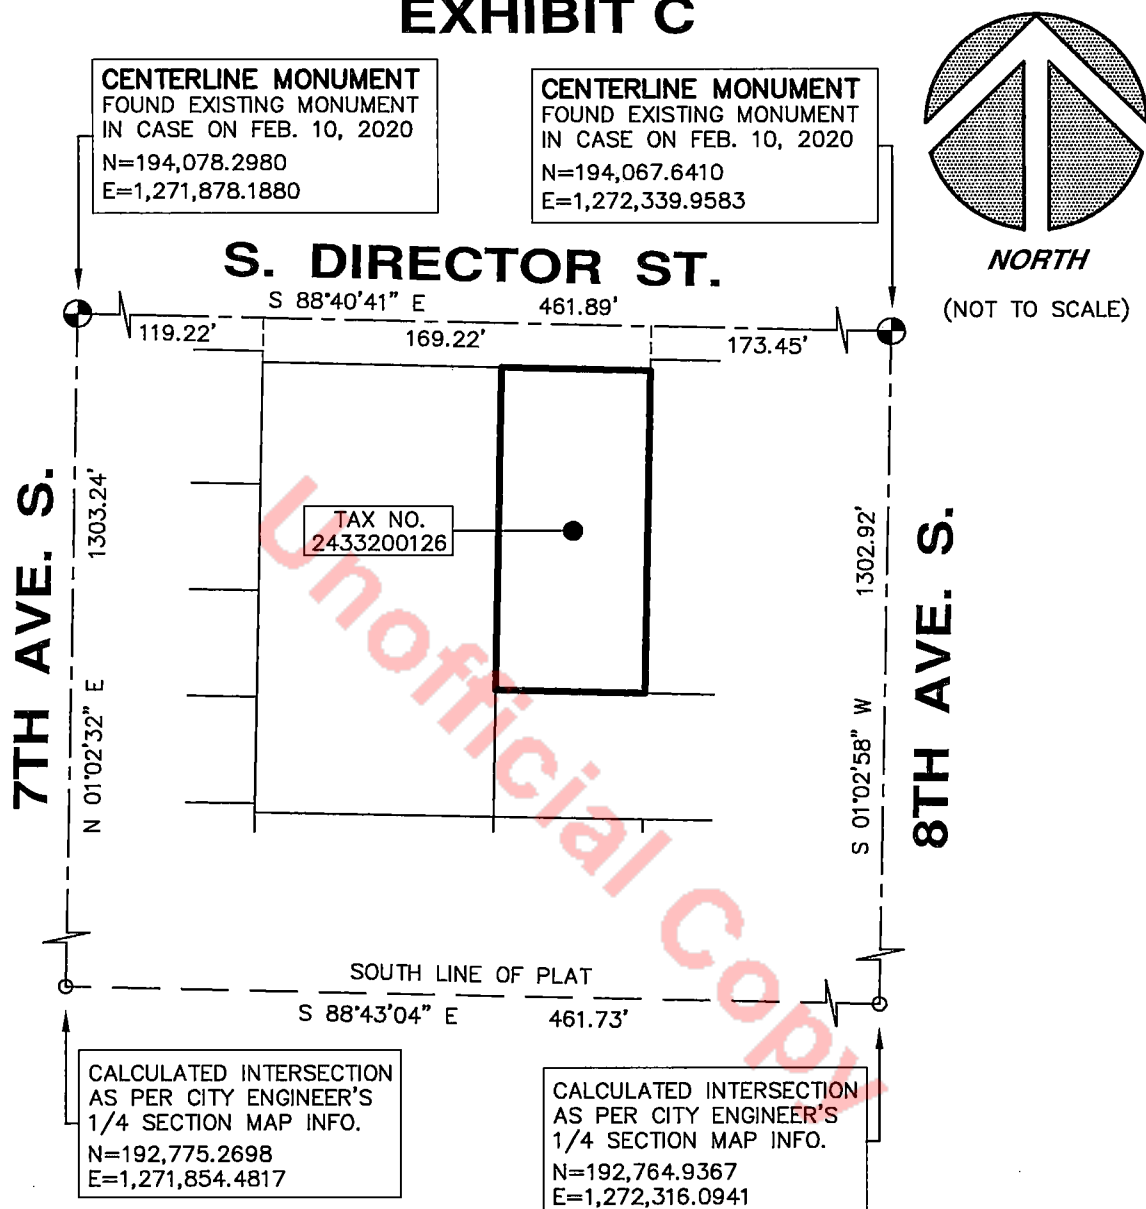 EXHIBIT C
CENTERLINE MONUMENT
FOUND EXISTING MONUMENT
IN CASE ON FEB. 10, 2020
N=194,078.2980
E=1,271,878.1880
CENTERLINE MONUMENT
FOUND EXISTING MONUMENT
IN CASE ON FEB. 10, 2020
N=194,067.6410
E=1,272,339.9583
NORTH
(NOT TO SCALE)
S. DIRECTOR ST.
S 88°40'41" E 461.89'
119.22' 169.22' 173.45'
7TH AVE. S.
1303.24'
N 01°02'32" E
TAX NO.
2433200126
1302.92'
S 01°02'58" W
8TH AVE. S.
Unofficial Copy
SOUTH LINE OF PLAT
S 88°43'04" E 461.73'
CALCULATED INTERSECTION
AS PER CITY ENGINEER'S
1/4 SECTION MAP INFO.
N=192,775.2698
E=1,271,854.4817
CALCULATED INTERSECTION
AS PER CITY ENGINEER'S
1/4 SECTION MAP INFO.
N=192,764.9367
E=1,272,316.0941